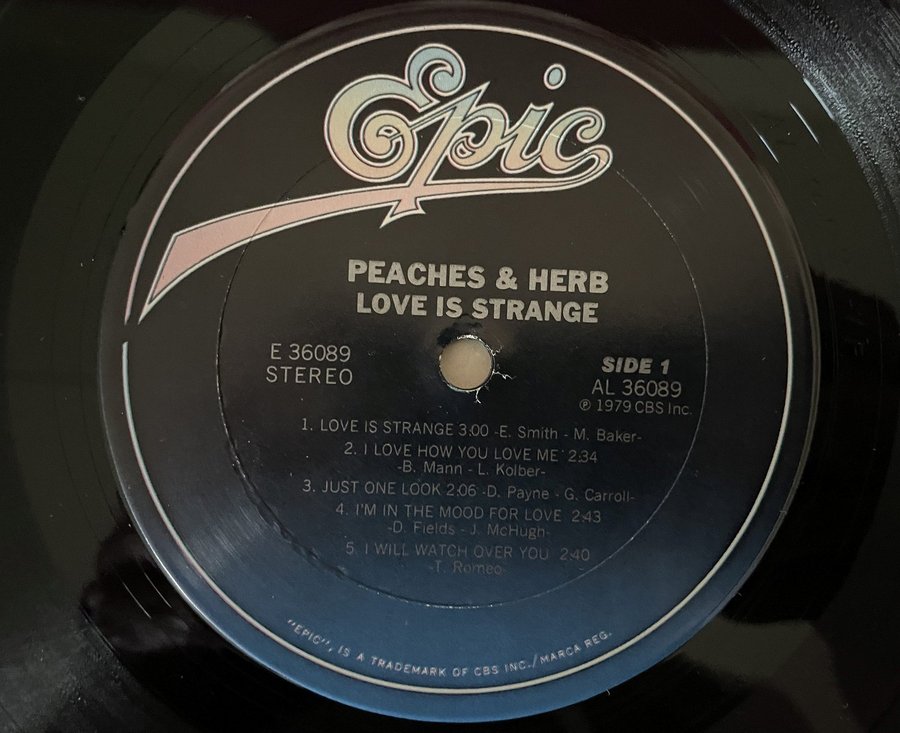 Epic
PEACHES & HERB
LOVE IS STRANGE
E 36089
STEREO
SIDE 1
AL 36089
℗ 1979 CBS Inc.
1. LOVE IS STRANGE 3:00 -E. Smith - M. Baker-
2. I LOVE HOW YOU LOVE ME 2:34
-B. Mann - L. Kolber-
3. JUST ONE LOOK 2:06 -D. Payne - G. Carroll-
4. I'M IN THE MOOD FOR LOVE 2:43
-D. Fields - J. McHugh-
5. I WILL WATCH OVER YOU 2:40
-T. Romeo-
"EPIC", IS A TRADEMARK OF CBS INC./MARCA REG.